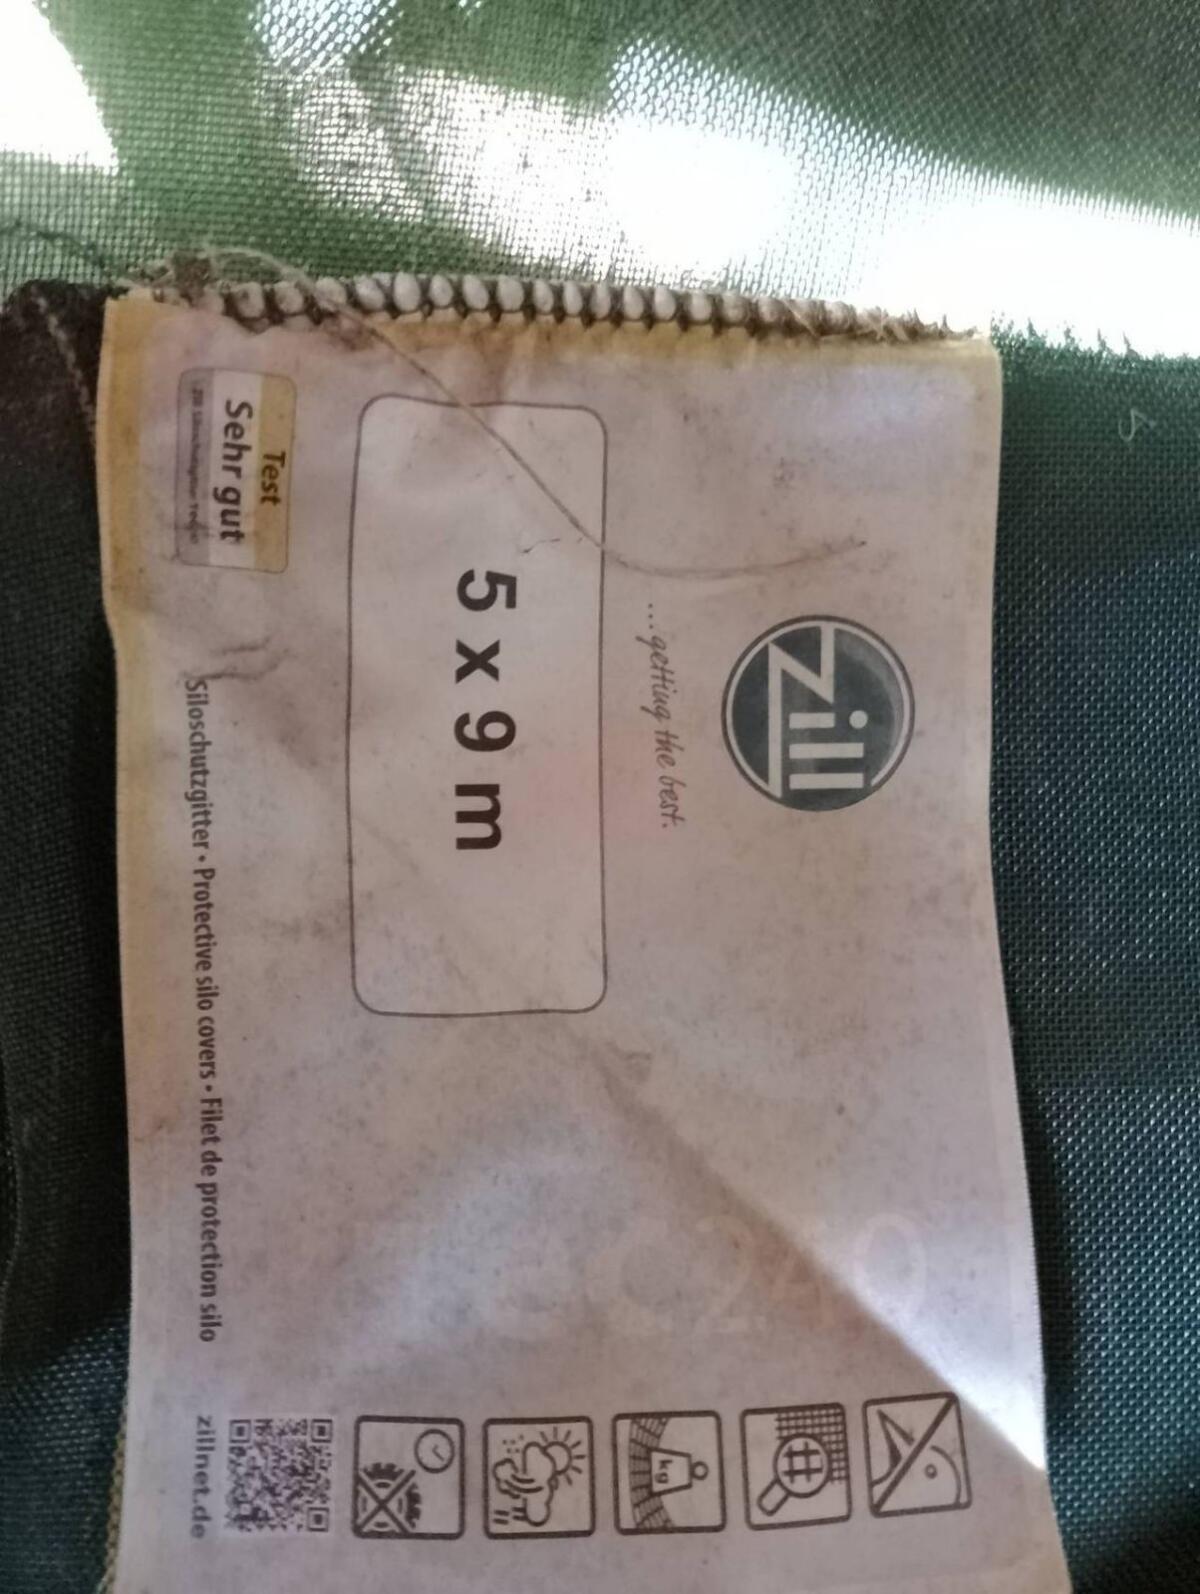 zill
...getting the best.
5 x 9 m
Test
Sehr gut
Siloschutzgitter • Protective silo covers • Filet de protection silo
zillnet.de
kg